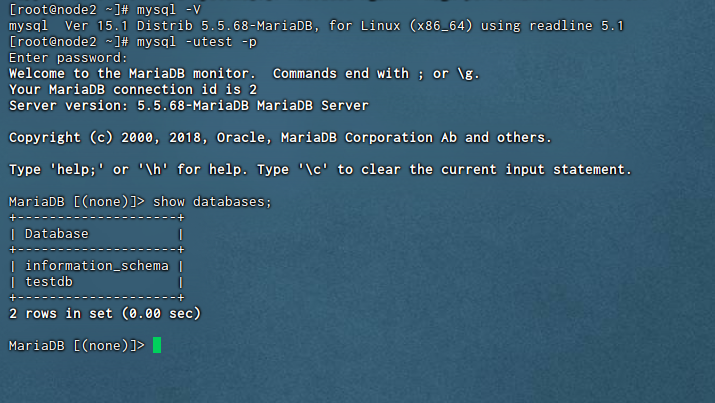 [root@node2 ~]# mysql -V
mysql  Ver 15.1 Distrib 5.5.68-MariaDB, for Linux (x86_64) using readline 5.1
[root@node2 ~]# mysql -utest -p
Enter password:
Welcome to the MariaDB monitor.  Commands end with ; or \g.
Your MariaDB connection id is 2
Server version: 5.5.68-MariaDB MariaDB Server

Copyright (c) 2000, 2018, Oracle, MariaDB Corporation Ab and others.

Type 'help;' or '\h' for help. Type '\c' to clear the current input statement.

MariaDB [(none)]> show databases;
+--------------------+
| Database           |
+--------------------+
| information_schema |
| testdb             |
+--------------------+
2 rows in set (0.00 sec)

MariaDB [(none)]>